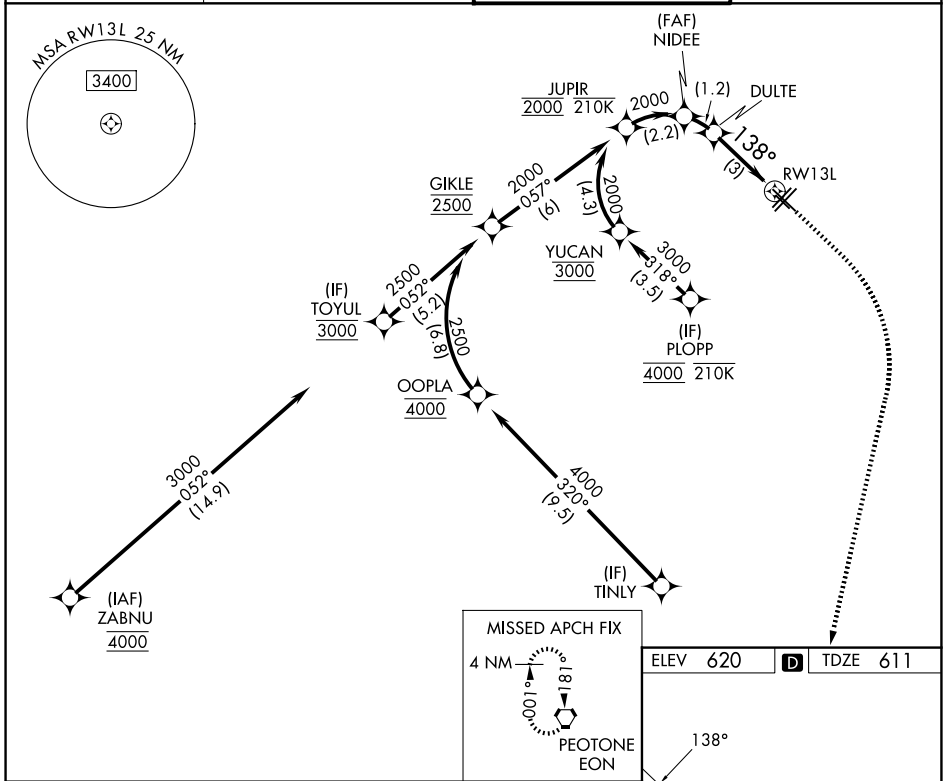 MSA RW13L 25 NM
3400
(FAF)
NIDEE
JUPIR
2000 210K
2000
(2.2)
(1.2)
DULTE
138°
(3)
RW13L
GIKLE
2500
2000
057°
(6)
2000
(4.3)
YUCAN
3000
3000
318°
(3.5)
(IF)
PLOPP
4000 210K
(IF)
TOYUL
3000
2500
052°
(5.2)
2500
(6.8)
OOPLA
4000
3000
052°
(14.9)
4000
320°
(9.5)
(IAF)
ZABNU
4000
(IF)
TINLY
MISSED APCH FIX
4 NM
001°
181°
PEOTONE
EON
ELEV 620 D TDZE 611
138°